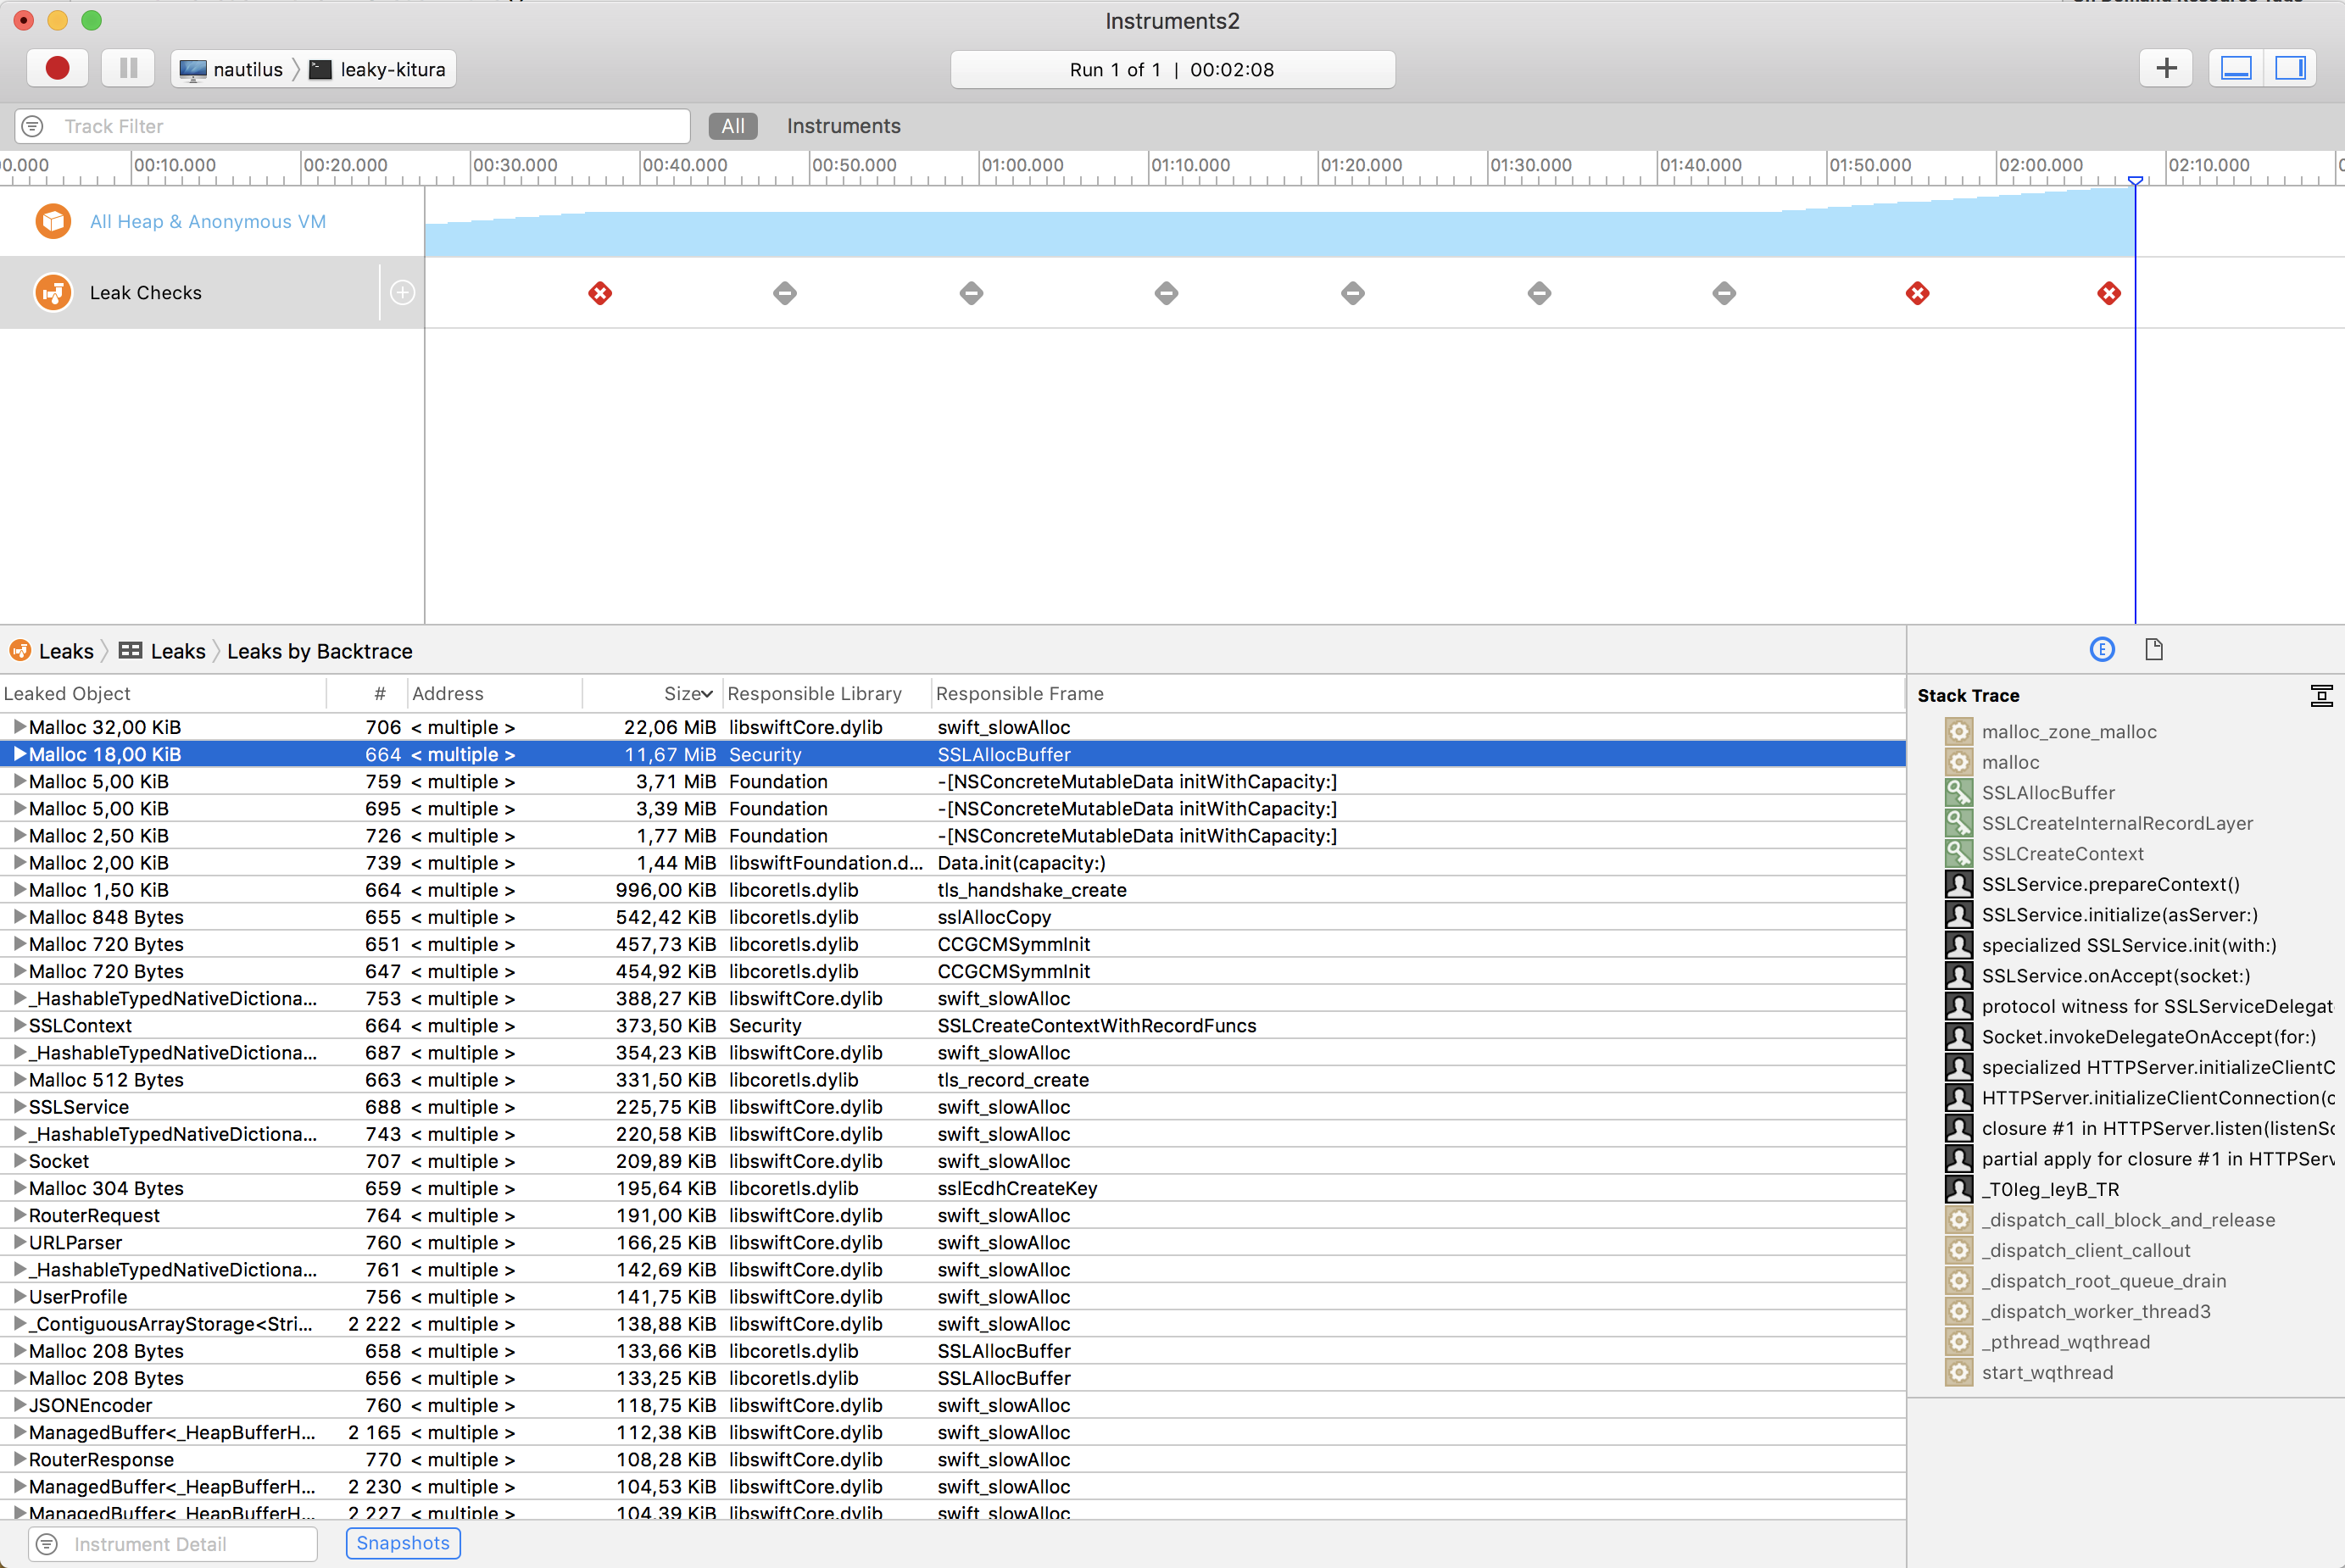 Instruments2
nautilus leaky-kitura
Run 1 of 1 | 00:02:08
Track Filter All Instruments
00:10.000 00:20.000 00:30.000 00:40.000 00:50.000 01:00.000 01:10.000 01:20.000 01:30.000 01:40.000 01:50.000 02:00.000 02:10.000
All Heap & Anonymous VM
Leak Checks
Leaks Leaks Leaks by Backtrace
Leaked Object # Address Size Responsible Library Responsible Frame
Malloc 32,00 KiB 706 < multiple > 22,06 MiB libswiftCore.dylib swift_slowAlloc
Malloc 18,00 KiB 664 < multiple > 11,67 MiB Security SSLAllocBuffer
Malloc 5,00 KiB 759 < multiple > 3,71 MiB Foundation -[NSConcreteMutableData initWithCapacity:]
Malloc 5,00 KiB 695 < multiple > 3,39 MiB Foundation -[NSConcreteMutableData initWithCapacity:]
Malloc 2,50 KiB 726 < multiple > 1,77 MiB Foundation -[NSConcreteMutableData initWithCapacity:]
Malloc 2,00 KiB 739 < multiple > 1,44 MiB libswiftFoundation.d... Data.init(capacity:)
Malloc 1,50 KiB 664 < multiple > 996,00 KiB libcoretls.dylib tls_handshake_create
Malloc 848 Bytes 655 < multiple > 542,42 KiB libcoretls.dylib sslAllocCopy
Malloc 720 Bytes 651 < multiple > 457,73 KiB libcoretls.dylib CCGCMSymmInit
Malloc 720 Bytes 647 < multiple > 454,92 KiB libcoretls.dylib CCGCMSymmInit
_HashableTypedNativeDictiona... 753 < multiple > 388,27 KiB libswiftCore.dylib swift_slowAlloc
SSLContext 664 < multiple > 373,50 KiB Security SSLCreateContextWithRecordFuncs
_HashableTypedNativeDictiona... 687 < multiple > 354,23 KiB libswiftCore.dylib swift_slowAlloc
Malloc 512 Bytes 663 < multiple > 331,50 KiB libcoretls.dylib tls_record_create
SSLService 688 < multiple > 225,75 KiB libswiftCore.dylib swift_slowAlloc
_HashableTypedNativeDictiona... 743 < multiple > 220,58 KiB libswiftCore.dylib swift_slowAlloc
Socket 707 < multiple > 209,89 KiB libswiftCore.dylib swift_slowAlloc
Malloc 304 Bytes 659 < multiple > 195,64 KiB libcoretls.dylib sslEcdhCreateKey
RouterRequest 764 < multiple > 191,00 KiB libswiftCore.dylib swift_slowAlloc
URLParser 760 < multiple > 166,25 KiB libswiftCore.dylib swift_slowAlloc
_HashableTypedNativeDictiona... 761 < multiple > 142,69 KiB libswiftCore.dylib swift_slowAlloc
UserProfile 756 < multiple > 141,75 KiB libswiftCore.dylib swift_slowAlloc
_ContiguousArrayStorage<Stri... 2 222 < multiple > 138,88 KiB libswiftCore.dylib swift_slowAlloc
Malloc 208 Bytes 658 < multiple > 133,66 KiB libcoretls.dylib SSLAllocBuffer
Malloc 208 Bytes 656 < multiple > 133,25 KiB libcoretls.dylib SSLAllocBuffer
JSONEncoder 760 < multiple > 118,75 KiB libswiftCore.dylib swift_slowAlloc
ManagedBuffer<_HeapBufferH... 2 165 < multiple > 112,38 KiB libswiftCore.dylib swift_slowAlloc
RouterResponse 770 < multiple > 108,28 KiB libswiftCore.dylib swift_slowAlloc
ManagedBuffer<_HeapBufferH... 2 230 < multiple > 104,53 KiB libswiftCore.dylib swift_slowAlloc
ManagedBuffer<_HeapBufferH... 2 227 < multiple > 104,39 KiB libswiftCore.dylib swift_slowAlloc
Instrument Detail Snapshots
E
Stack Trace
malloc_zone_malloc
malloc
SSLAllocBuffer
SSLCreateInternalRecordLayer
SSLCreateContext
SSLService.prepareContext()
SSLService.initialize(asServer:)
specialized SSLService.init(with:)
SSLService.onAccept(socket:)
protocol witness for SSLServiceDelegat
Socket.invokeDelegateOnAccept(for:)
specialized HTTPServer.initializeClientC
HTTPServer.initializeClientConnection(c
closure #1 in HTTPServer.listen(listenSo
partial apply for closure #1 in HTTPServ
_T0Ieg_IeyB_TR
_dispatch_call_block_and_release
_dispatch_client_callout
_dispatch_root_queue_drain
_dispatch_worker_thread3
_pthread_wqthread
start_wqthread